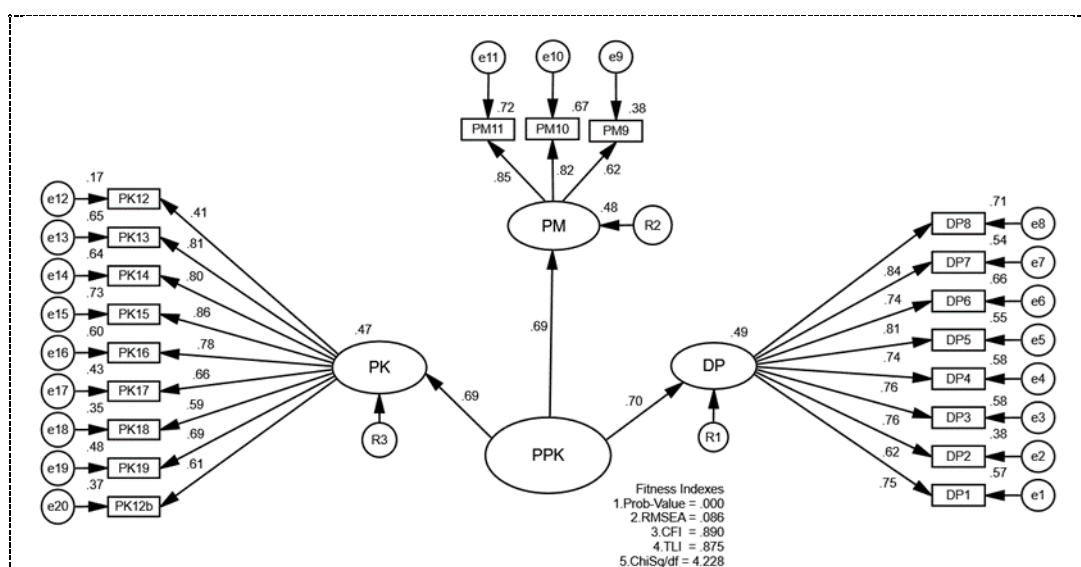 e11
e10
e9
.72
.67
.38
PM11
PM10
PM9
.85
.82
.62
PM
.48
R2
.17
e12
PK12
.41
.65
e13
PK13
.81
.64
e14
PK14
.80
.73
e15
PK15
.86
.60
e16
PK16
.78
.43
e17
PK17
.66
.35
e18
PK18
.59
.48
e19
PK19
.69
.37
e20
PK12b
.61
.47
PK
R3
.69
.69
.70
PPK
.49
DP
R1
.71
DP8
e8
.84
.54
DP7
e7
.74
.66
DP6
e6
.81
.55
DP5
e5
.74
.58
DP4
e4
.76
.58
DP3
e3
.76
.38
DP2
e2
.62
.57
DP1
e1
.75
Fitness Indexes
1.Prob-Value = .000
2.RMSEA = .086
3.CFI = .890
4.TLI = .875
5.ChiSq/df = 4.228